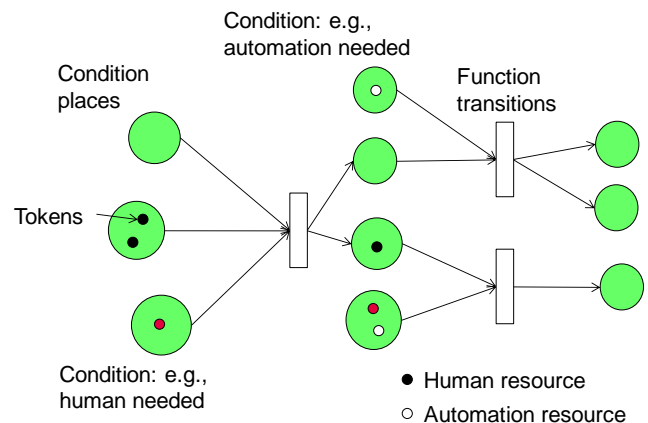 Condition: e.g.,
automation needed
Condition
places
Function
transitions
Tokens
Condition: e.g.,
human needed
Human resource
Automation resource